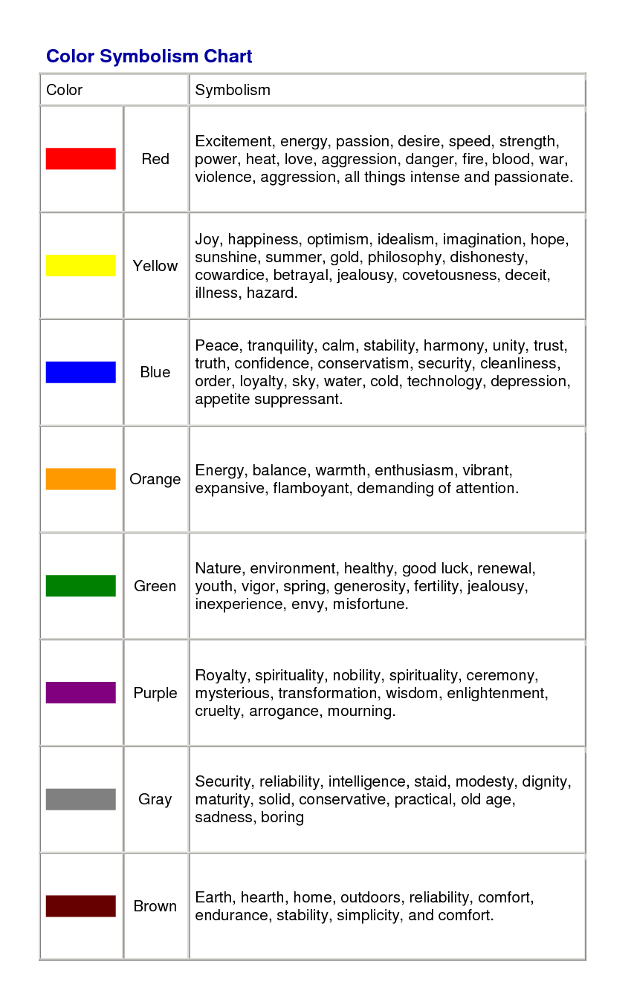 Color Symbolism Chart
Color
Symbolism
Red
Excitement, energy, passion, desire, speed, strength,
power, heat, love, aggression, danger, fire, blood, war,
violence, aggression, all things intense and passionate.
Yellow
Joy, happiness, optimism, idealism, imagination, hope,
sunshine, summer, gold, philosophy, dishonesty,
cowardice, betrayal, jealousy, covetousness, deceit,
illness, hazard.
Blue
Peace, tranquility, calm, stability, harmony, unity, trust,
truth, confidence, conservatism, security, cleanliness,
order, loyalty, sky, water, cold, technology, depression,
appetite suppressant.
Orange
Energy, balance, warmth, enthusiasm, vibrant,
expansive, flamboyant, demanding of attention.
Green
Nature, environment, healthy, good luck, renewal,
youth, vigor, spring, generosity, fertility, jealousy,
inexperience, envy, misfortune.
Purple
Royalty, spirituality, nobility, spirituality, ceremony,
mysterious, transformation, wisdom, enlightenment,
cruelty, arrogance, mourning.
Gray
Security, reliability, intelligence, staid, modesty, dignity,
maturity, solid, conservative, practical, old age,
sadness, boring
Brown
Earth, hearth, home, outdoors, reliability, comfort,
endurance, stability, simplicity, and comfort.